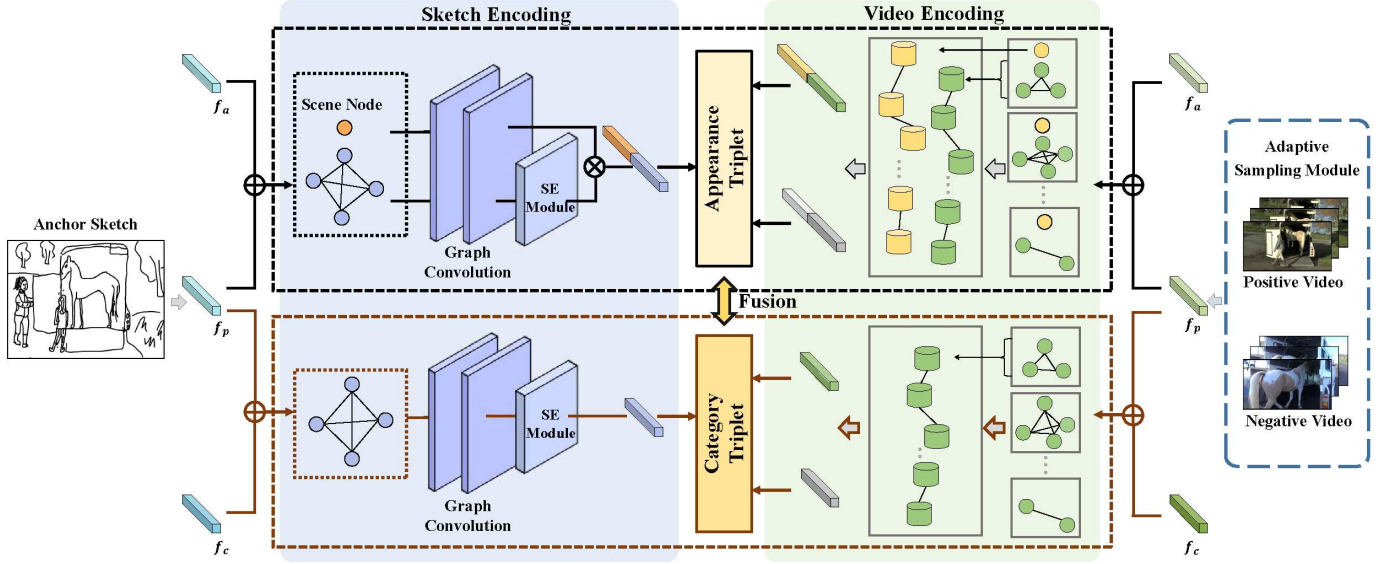 Sketch Encoding
Video Encoding
f_a
Scene Node
SE
Module
Graph
Convolution
Appearance
Triplet
f_a
Adaptive
Sampling Module
Positive Video
Negative Video
Anchor Sketch
f_p
Fusion
f_p
SE
Module
Graph
Convolution
Category
Triplet
f_c
f_c